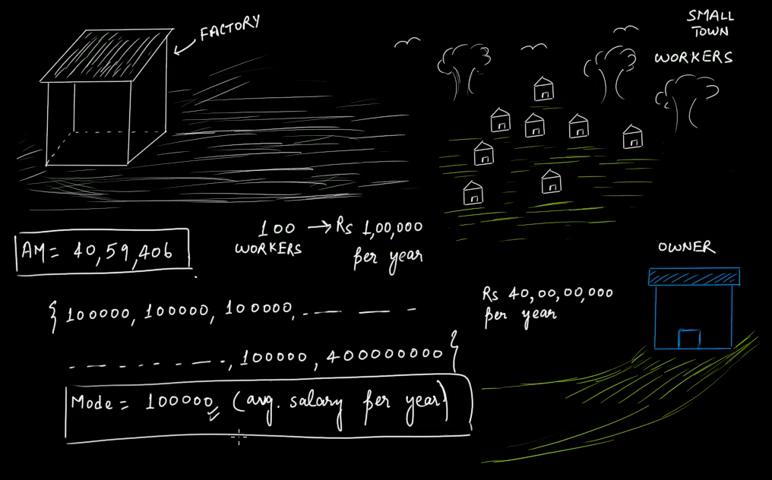 FACTORY
SMALL
TOWN
WORKERS
100 → Rs 1,00,000
WORKERS per year
AM = 40,59,406
OWNER
Rs 40,00,00,000
per year
{100000, 100000, 100000, .. — — -
- - - - - - - -, 100000, 400000000}
Mode = 100000 (avg. salary per year)